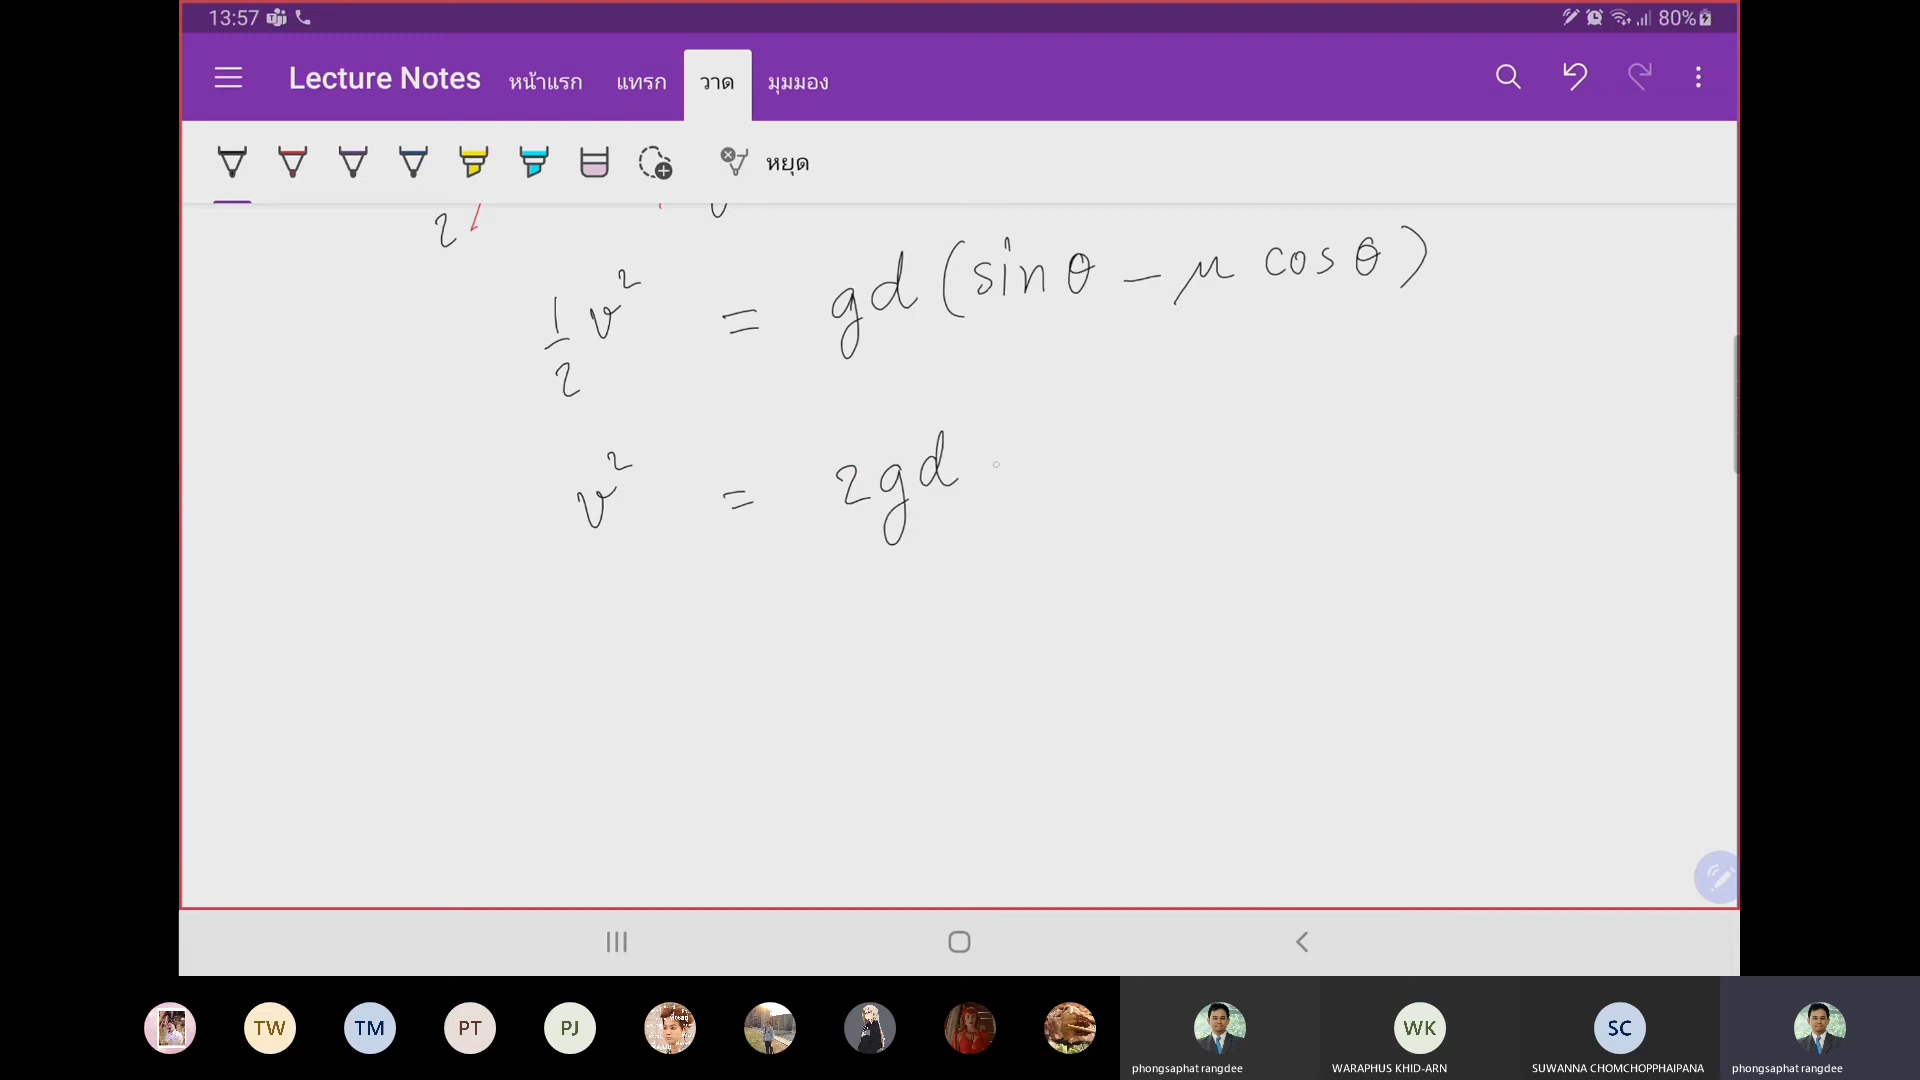 13:57 80%
Lecture Notes หน้าแรก แทรก วาด มุมมอง
หยุด
2
1/2 v² = gd (sin θ − μ cos θ)
v² = 2gd
TW TM PT PJ WK SC
phongsaphat rangdee WARAPHUS KHID-ARN SUWANNA CHOMCHOPPHAIPANA phongsaphat rangdee